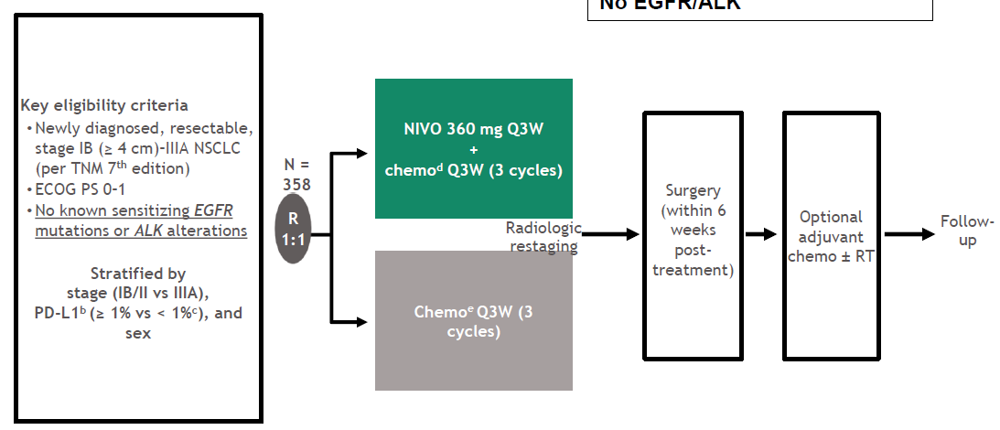 No EGFR/ALK
Key eligibility criteria
• Newly diagnosed, resectable,
stage IB (≥ 4 cm)–IIIA NSCLC
(per TNM 7th edition)
• ECOG PS 0–1
• No known sensitizing EGFR
mutations or ALK alterations
Stratified by
stage (IB/II vs IIIA),
PD-L1ᵇ (≥ 1% vs < 1%ᶜ), and
sex
N =
358
R
1:1
NIVO 360 mg Q3W
+
chemoᵈ Q3W (3 cycles)
Chemoᵉ Q3W (3
cycles)
Radiologic
restaging
Surgery
(within 6
weeks
post-
treatment)
Optional
adjuvant
chemo ± RT
Follow-
up